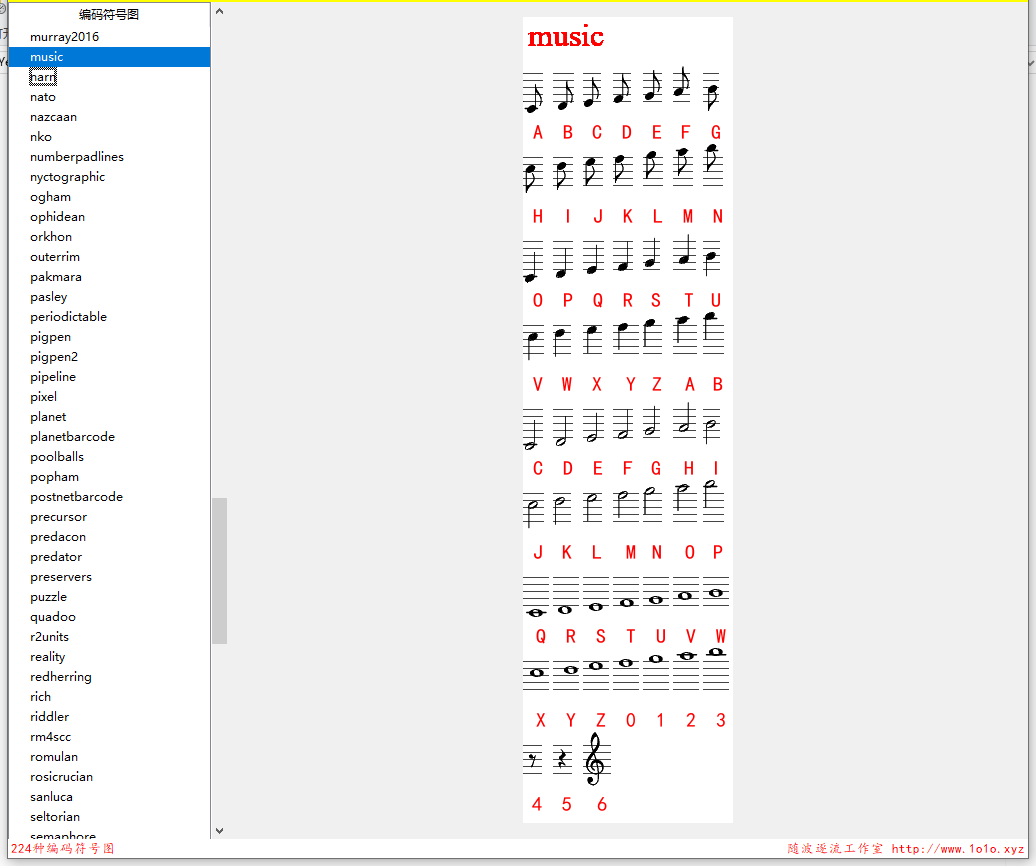 编码符号图
murray2016
music
narn
nato
nazcaan
nko
numberpadlines
nyctographic
ogham
ophidean
orkhon
outerrim
pakmara
pasley
periodictable
pigpen
pigpen2
pipeline
pixel
planet
planetbarcode
poolballs
popham
postnetbarcode
precursor
predacon
predator
preservers
puzzle
quadoo
r2units
reality
redherring
rich
riddler
rm4scc
romulan
rosicrucian
sanluca
seltorian
semaphore
music
A B C D E F G
H I J K L M N
O P Q R S T U
V W X Y Z A B
C D E F G H I
J K L M N O P
Q R S T U V W
X Y Z 0 1 2 3
4 5 6
224种编码符号图
随波逐流工作室 http://www.1o1o.xyz